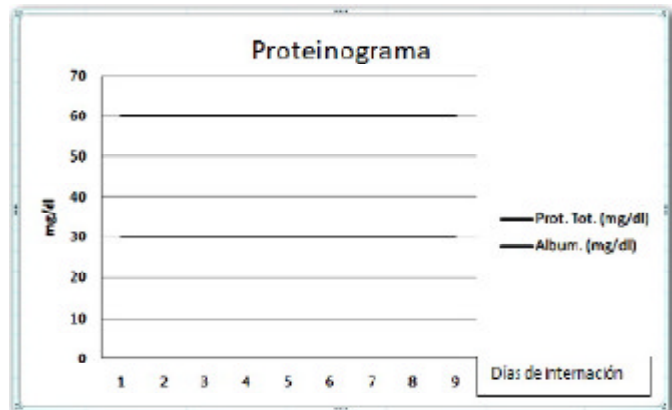 Proteinograma
70
60
50
40
30
20
10
0
mg/dl
1 2 3 4 5 6 7 8 9
Días de internación
Prot. Tot. (mg/dl)
Album. (mg/dl)